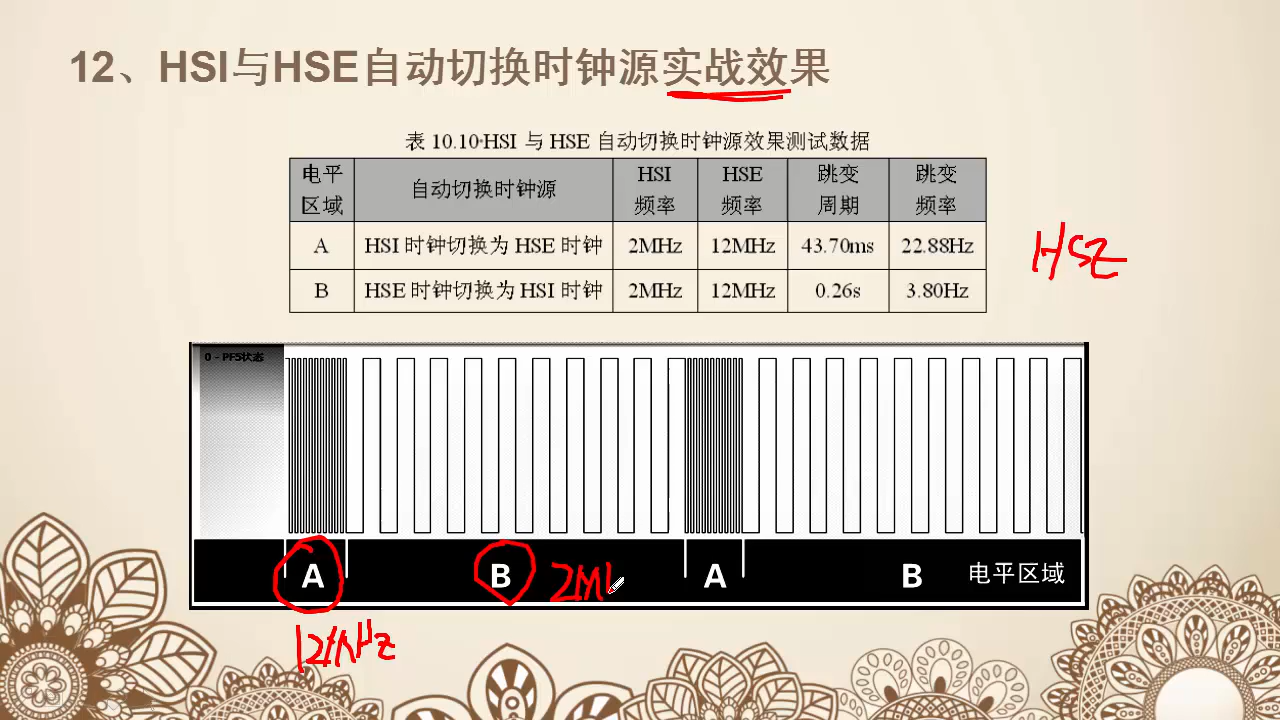 12、HSI与HSE自动切换时钟源实战效果
表 10.10·HSI 与 HSE 自动切换时钟源效果测试数据
电平区域 自动切换时钟源 HSI频率 HSE频率 跳变周期 跳变频率
A HSI 时钟切换为 HSE 时钟 2MHz 12MHz 43.70ms 22.88Hz
B HSE 时钟切换为 HSI 时钟 2MHz 12MHz 0.26s 3.80Hz
HSE
0 - PF5状态
A B 2M A B 电平区域
12MHz